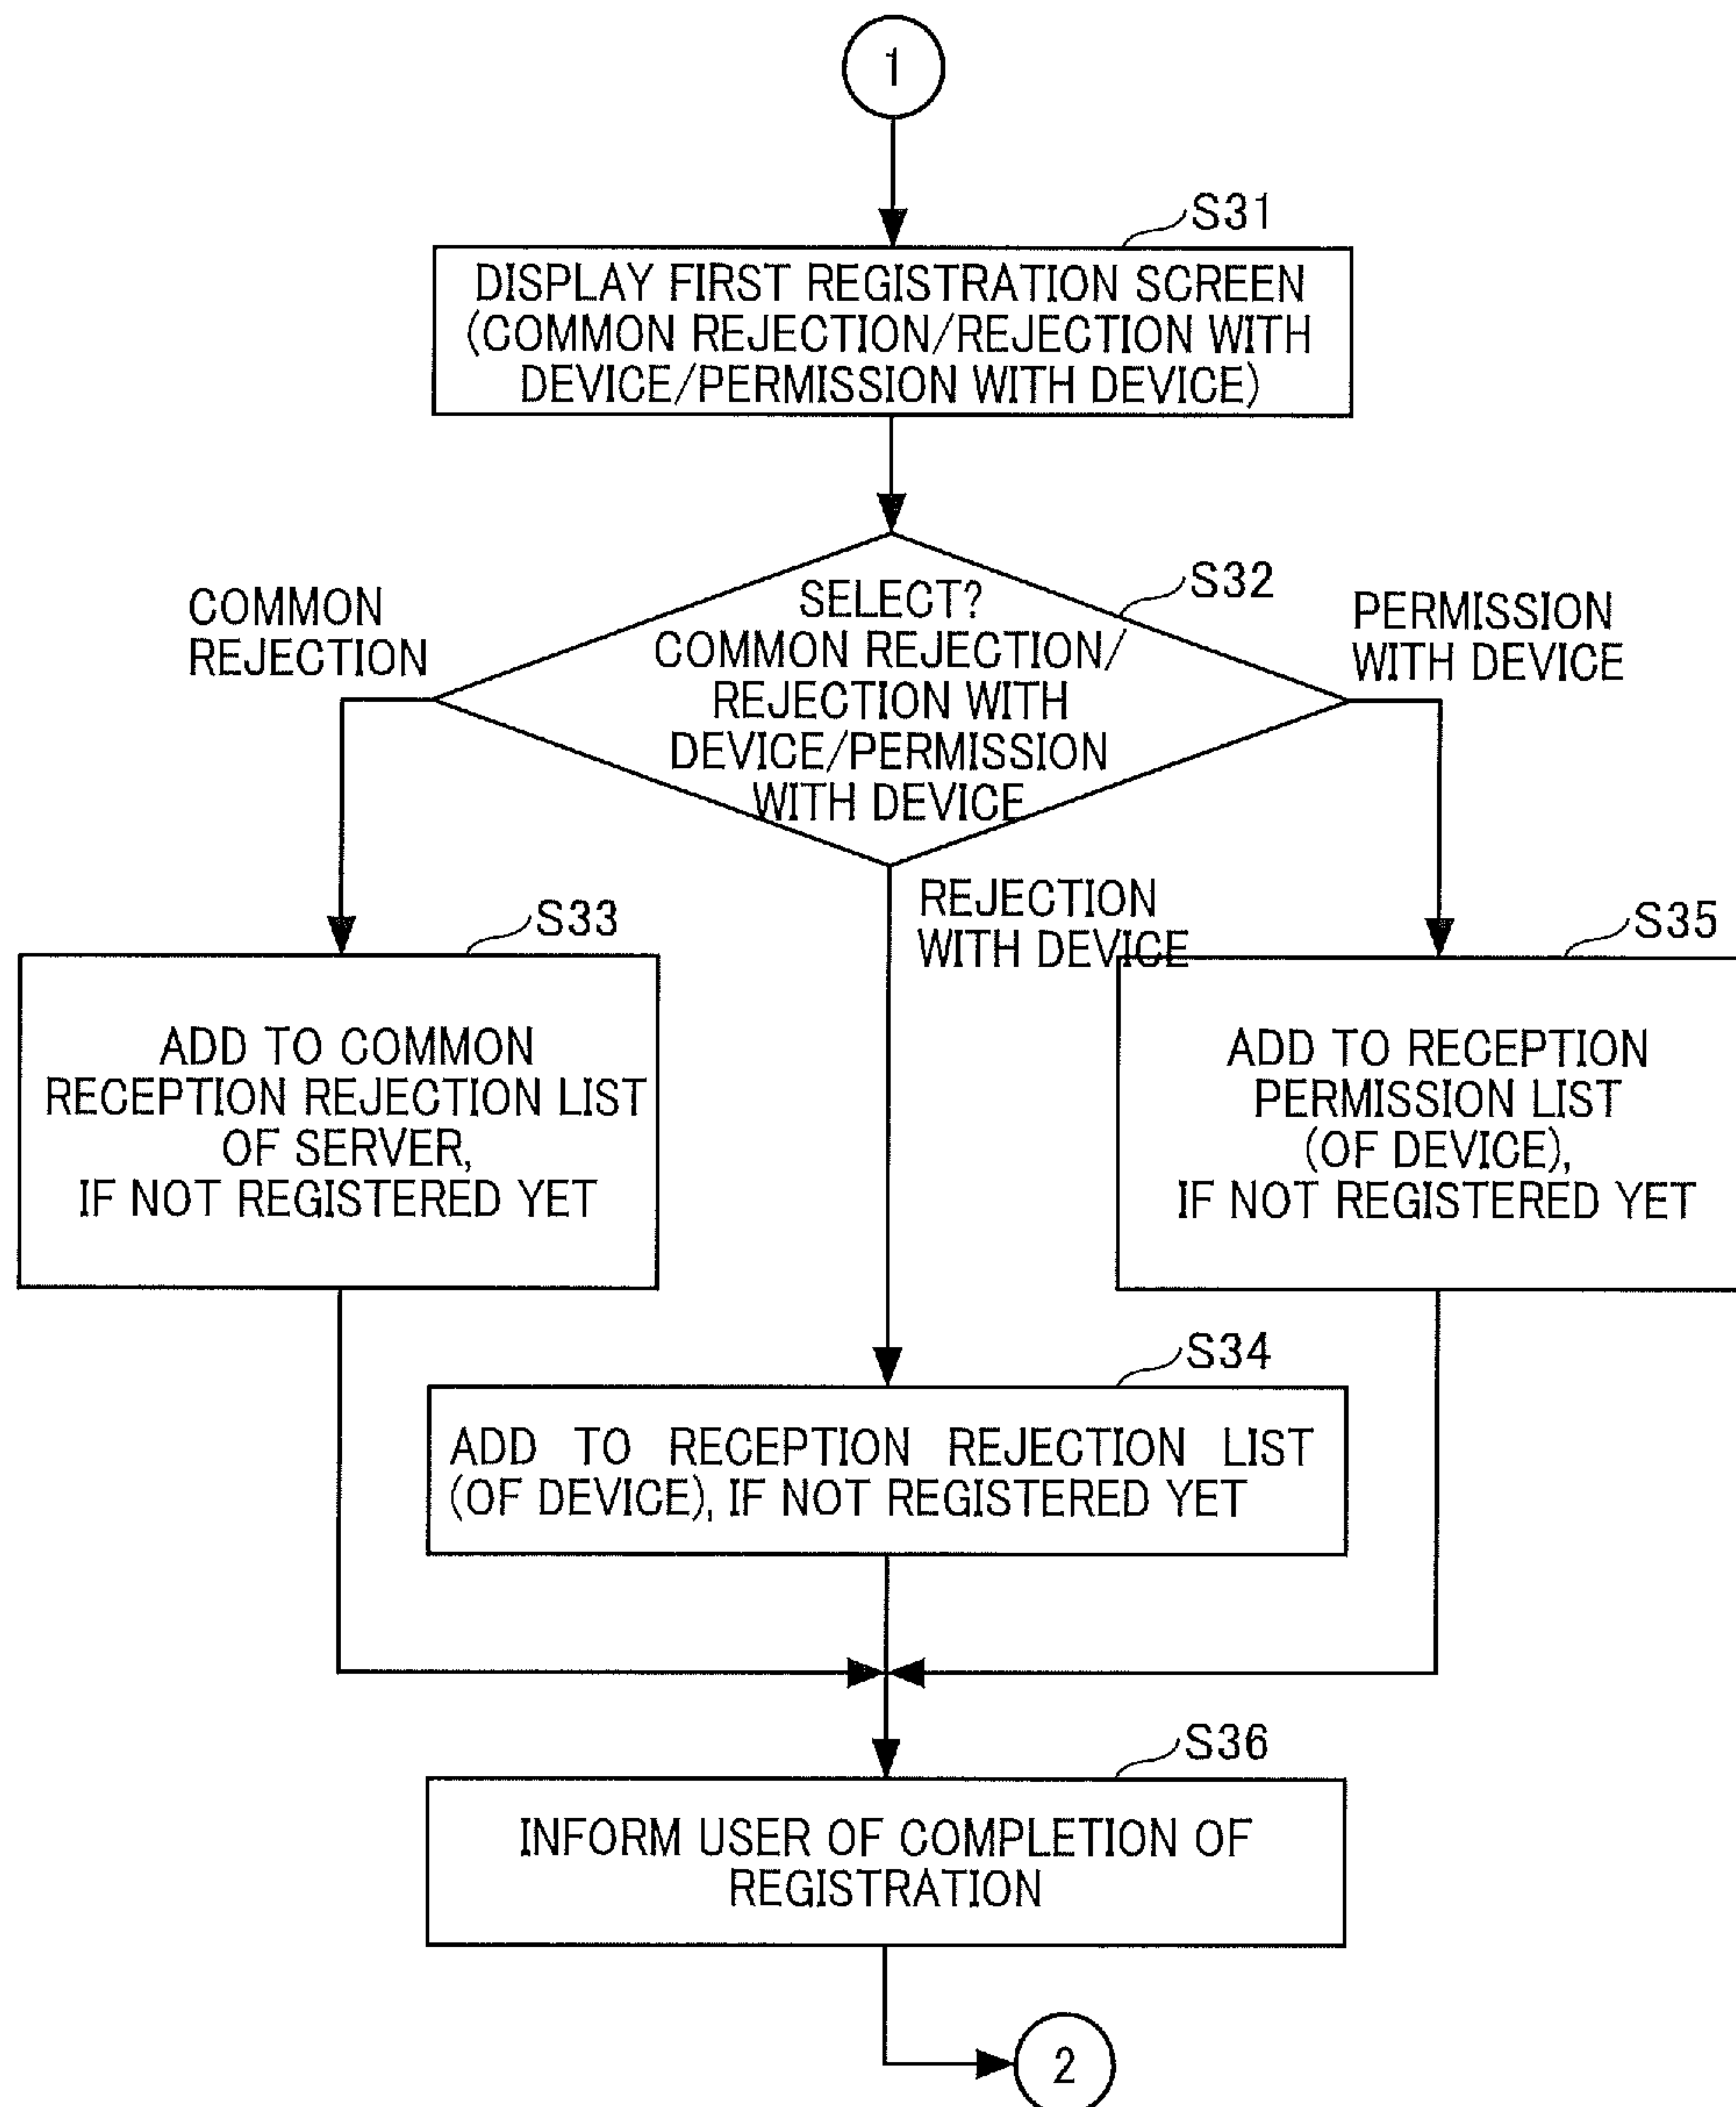 1
S31
DISPLAY FIRST REGISTRATION SCREEN
(COMMON REJECTION/REJECTION WITH
DEVICE/PERMISSION WITH DEVICE)
S32
SELECT?
COMMON REJECTION/
REJECTION WITH
DEVICE/PERMISSION
WITH DEVICE
COMMON
REJECTION
PERMISSION
WITH DEVICE
REJECTION
WITH DEVICE
S33
ADD TO COMMON
RECEPTION REJECTION LIST
OF SERVER,
IF NOT REGISTERED YET
S35
ADD TO RECEPTION
PERMISSION LIST
(OF DEVICE),
IF NOT REGISTERED YET
S34
ADD TO RECEPTION REJECTION LIST
(OF DEVICE), IF NOT REGISTERED YET
S36
INFORM USER OF COMPLETION OF
REGISTRATION
2